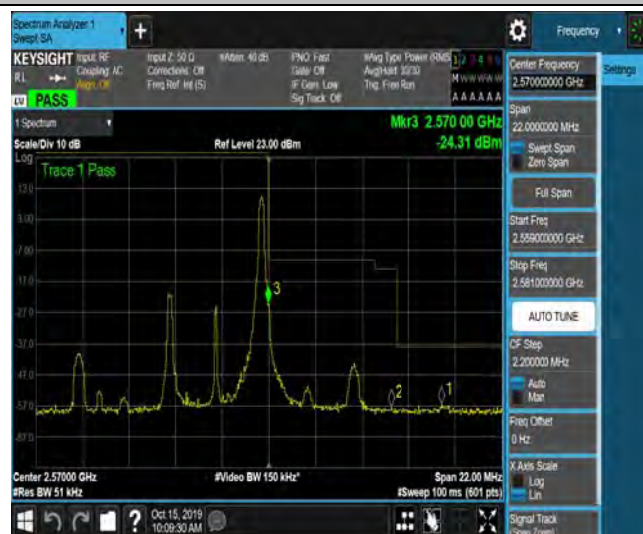 Spectrum Analyzer 1
Swept SA
+
Frequency
KEYSIGHT
Input: RF
Coupling: AC
Align: Off
Input Z: 50 Ω
Corrections: Off
Freq Ref: Int (S)
#Atten: 40 dB
PNO: Fast
Gate: Off
IF Gain: Low
Sig Track: Off
#Avg Type: Power (RMS)
Avg|Hold: 30/30
Trig: Free Run
M W W W W W
A A A A A A
RL
LV
PASS
1 Spectrum
Scale/Div 10 dB
Ref Level 23.00 dBm
Mkr3 2.570 00 GHz
-24.31 dBm
Log
Trace 1 Pass
13.0
3.00
-7.00
-17.0
-27.0
-37.0
-47.0
-57.0
-67.0
3
2
1
Center 2.57000 GHz
#Res BW 51 kHz
#Video BW 150 kHz*
Span 22.00 MHz
#Sweep 100 ms (601 pts)
Oct 15, 2019
10:09:30 AM
?
Center Frequency
2.570000000 GHz
Settings
Span
22.0000000 MHz
Swept Span
Zero Span
Full Span
Start Freq
2.559000000 GHz
Stop Freq
2.581000000 GHz
AUTO TUNE
CF Step
2.200000 MHz
Auto
Man
Freq Offset
0 Hz
X Axis Scale
Log
Lin
Signal Track
(Span Zoom)